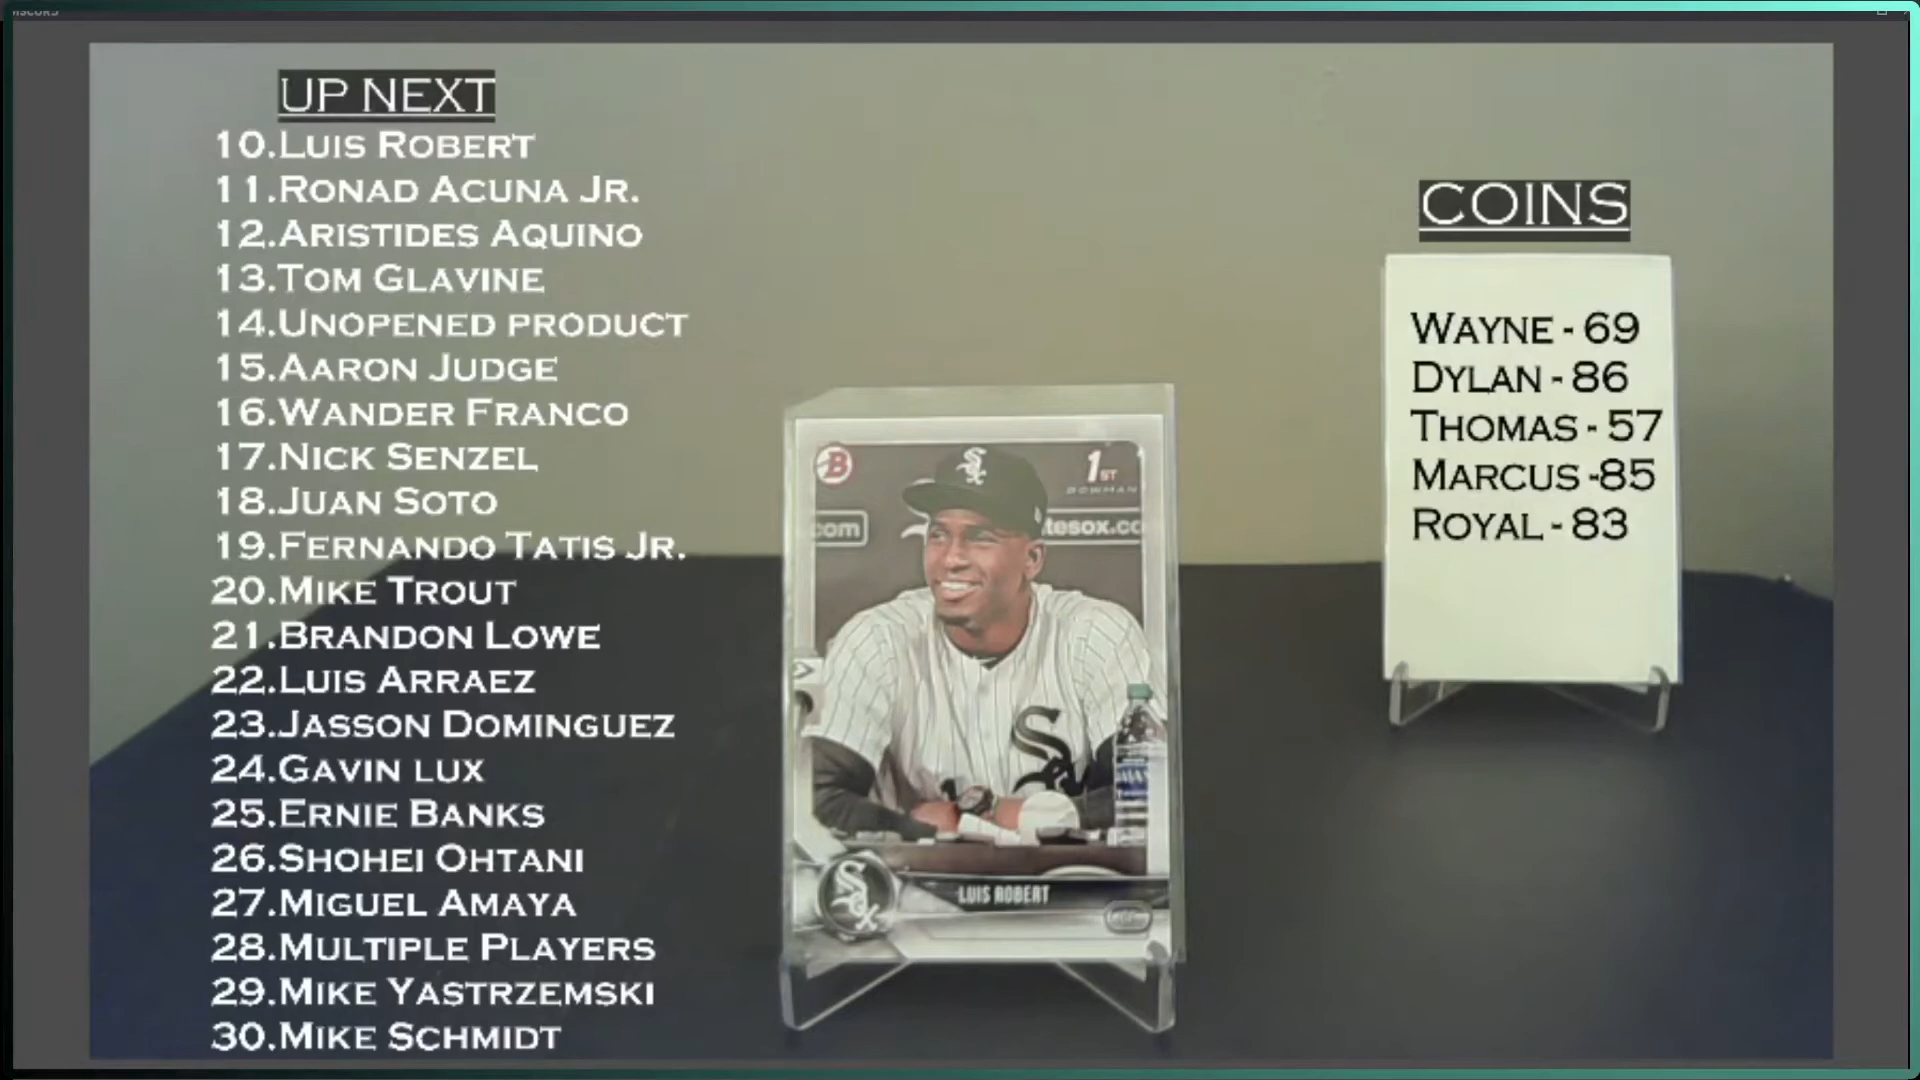 UP NEXT
10.LUIS ROBERT
11.RONAD ACUNA JR.
12.ARISTIDES AQUINO
13.TOM GLAVINE
14.UNOPENED PRODUCT
15.AARON JUDGE
16.WANDER FRANCO
17.NICK SENZEL
18.JUAN SOTO
19.FERNANDO TATIS JR.
20.MIKE TROUT
21.BRANDON LOWE
22.LUIS ARRAEZ
23.JASSON DOMINGUEZ
24.GAVIN LUX
25.ERNIE BANKS
26.SHOHEI OHTANI
27.MIGUEL AMAYA
28.MULTIPLE PLAYERS
29.MIKE YASTRZEMSKI
30.MIKE SCHMIDT
B
1ST
BOWMAN
SOX
com
tesox.co
SOX
SOX
LUIS ROBERT
COINS
WAYNE - 69
DYLAN - 86
THOMAS - 57
MARCUS -85
ROYAL - 83